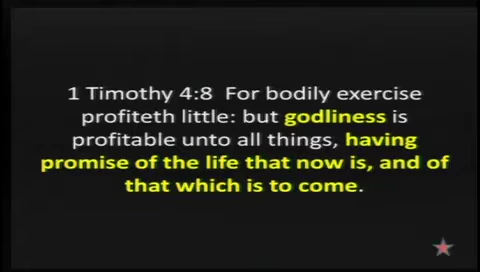 1 Timothy 4:8  For bodily exercise
profiteth little: but godliness is
profitable unto all things, having
promise of the life that now is, and of
that which is to come.